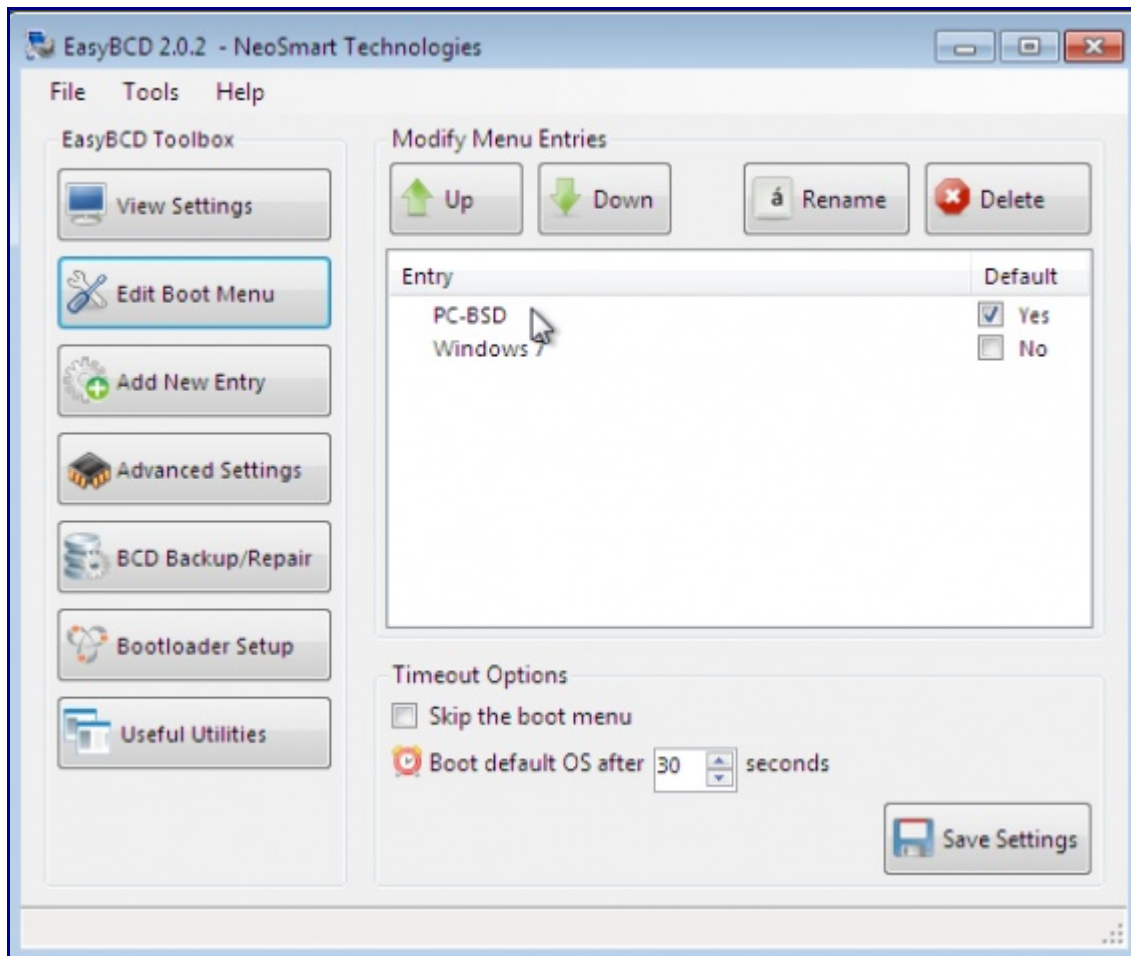 EasyBCD 2.0.2 - NeoSmart Technologies
File Tools Help
EasyBCD Toolbox
View Settings
Edit Boot Menu
Add New Entry
Advanced Settings
BCD Backup/Repair
Bootloader Setup
Useful Utilities
Modify Menu Entries
Up Down á Rename Delete
Entry Default
PC-BSD Yes
Windows 7 No
Timeout Options
Skip the boot menu
Boot default OS after 30 seconds
Save Settings